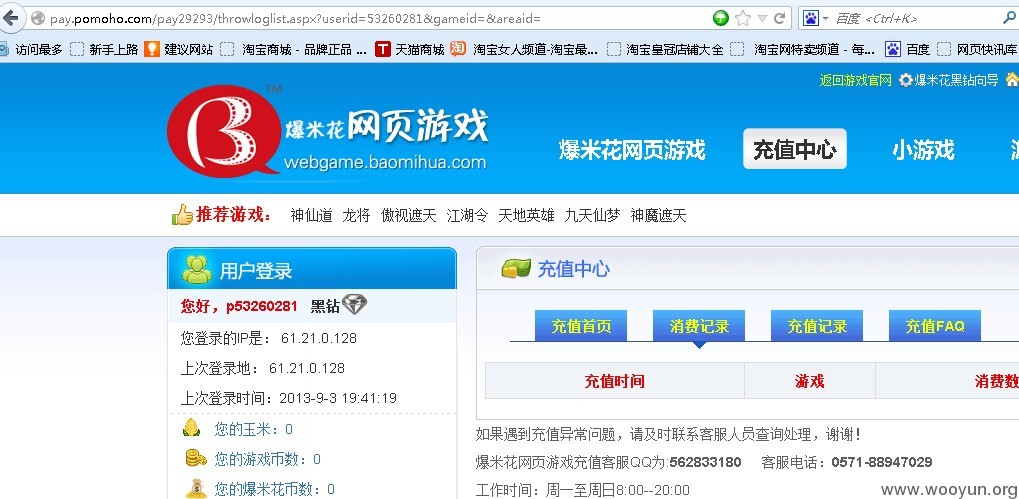 pay.pomoho.com/pay29293/throwloglist.aspx?userid=53260281&gameid=&areaid=
百度 <Ctrl+K>
访问最多 新手上路 建议网站 淘宝商城 - 品牌正品 ... 天猫商城 淘宝女人频道-淘宝最... 淘宝皇冠店铺大全 淘宝网特卖频道 - 每... 百度 网页快讯库
返回游戏官网 爆米花黑钻向导
TM
爆米花网页游戏
webgame.baomihua.com
爆米花网页游戏 充值中心 小游戏
推荐游戏： 神仙道 龙将 傲视遮天 江湖令 天地英雄 九天仙梦 神魔遮天
用户登录
您好，p53260281 黑钻
您登录的IP是： 61.21.0.128
上次登录地： 61.21.0.128
上次登录时间：2013-9-3 19:41:19
您的玉米：0
您的游戏币数：0
您的爆米花币数：0
充值中心
充值首页 消费记录 充值记录 充值FAQ
充值时间 游戏 消费数
如果遇到充值异常问题，请及时联系客服人员查询处理，谢谢！
爆米花网页游戏充值客服QQ为:562833180 客服电话：0571-88947029
工作时间：周一至周日8:00--20:00
www.wooyun.org